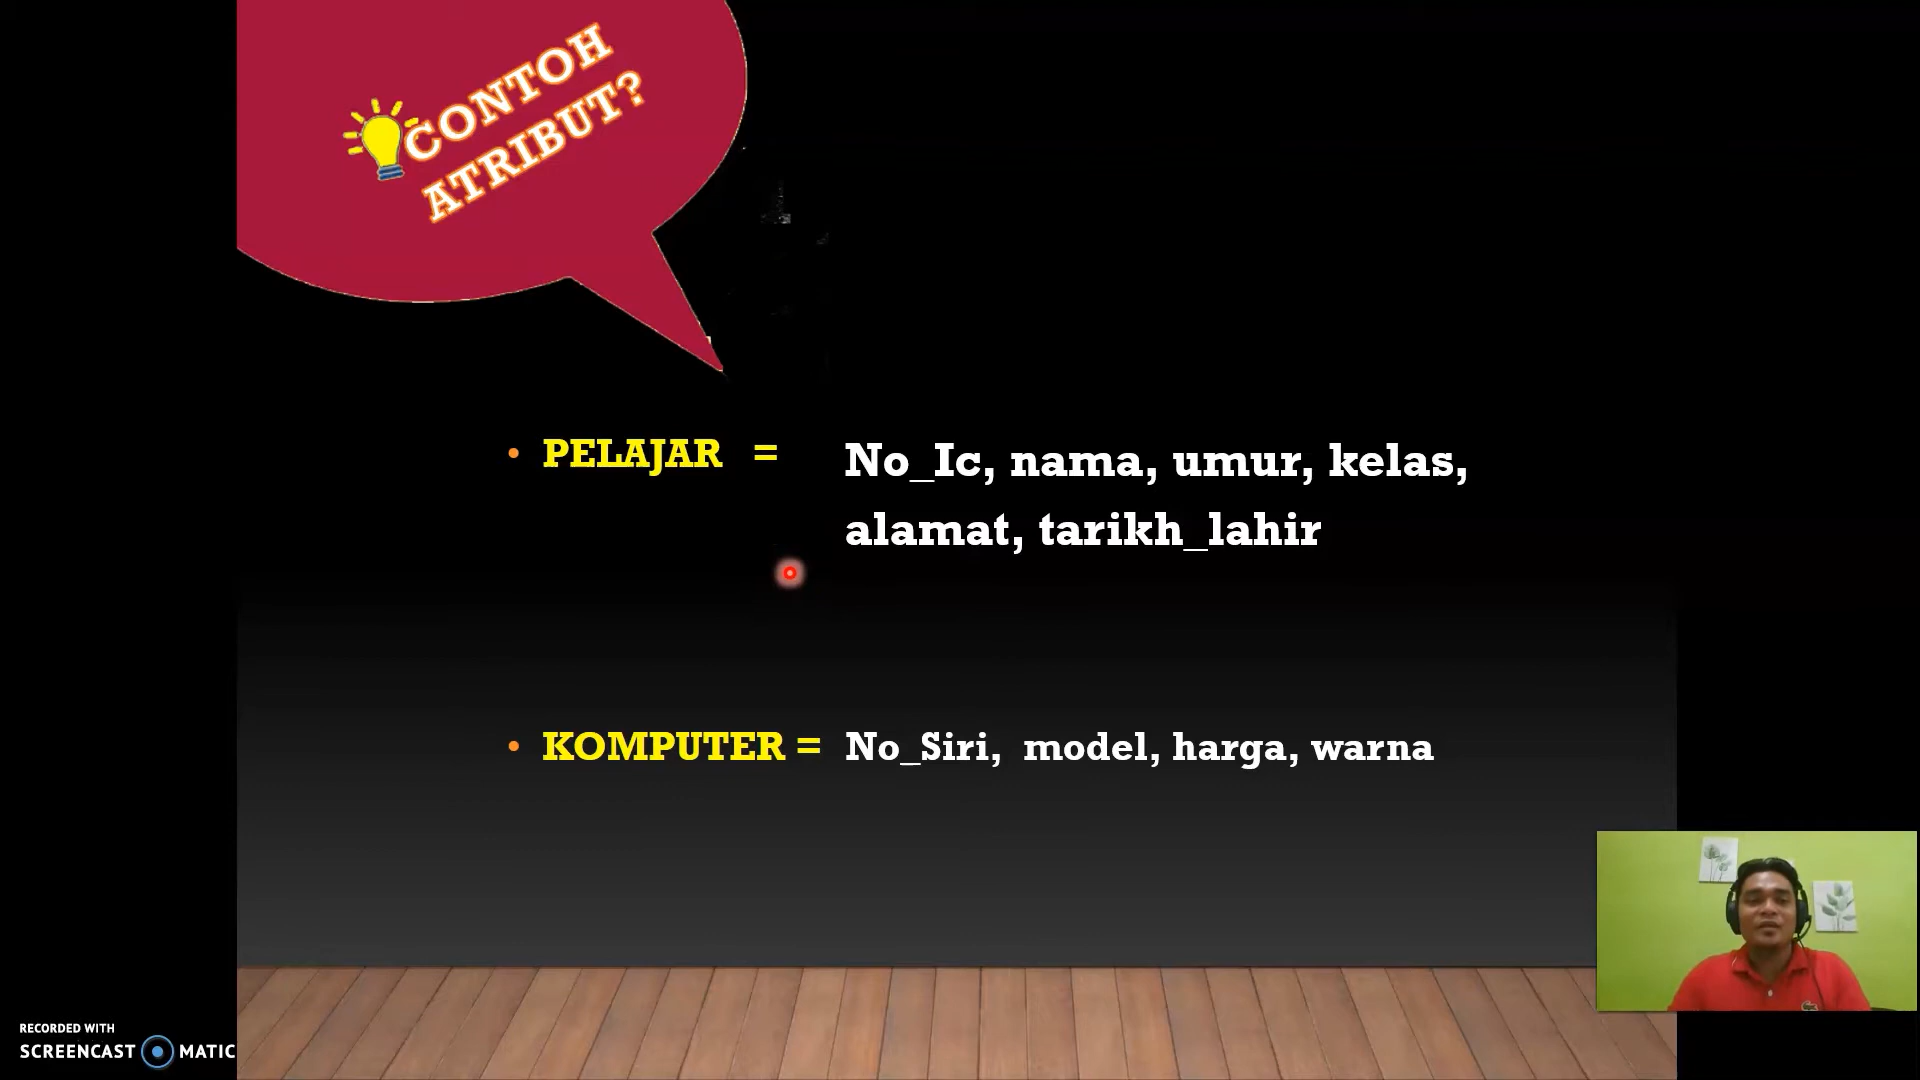 CONTOH
ATRIBUT?
• PELAJAR = No_Ic, nama, umur, kelas,
alamat, tarikh_lahir
• KOMPUTER = No_Siri, model, harga, warna
RECORDED WITH
SCREENCAST MATIC